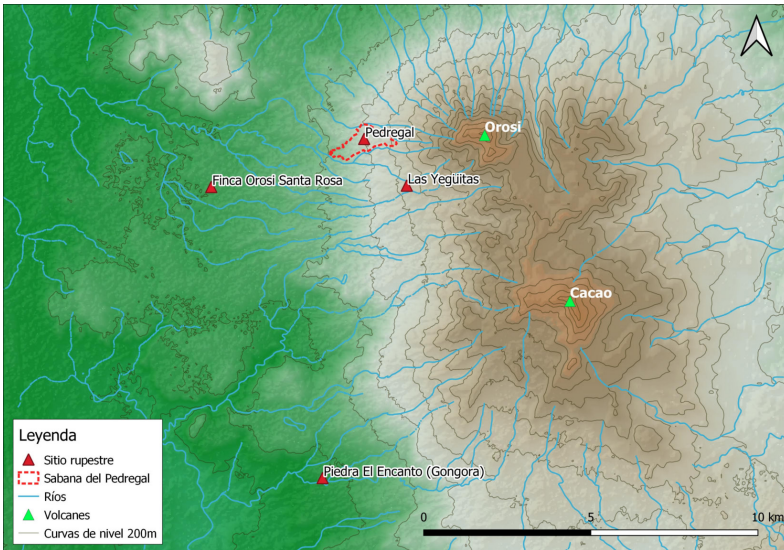 Orosi
Pedregal
Finca Orosi Santa Rosa
Las Yegüitas
Cacao
Leyenda
Sitio rupestre
Sabana del Pedregal
Ríos
Volcanes
Curvas de nivel 200m
Piedra El Encanto (Gongora)
0 5 10 km